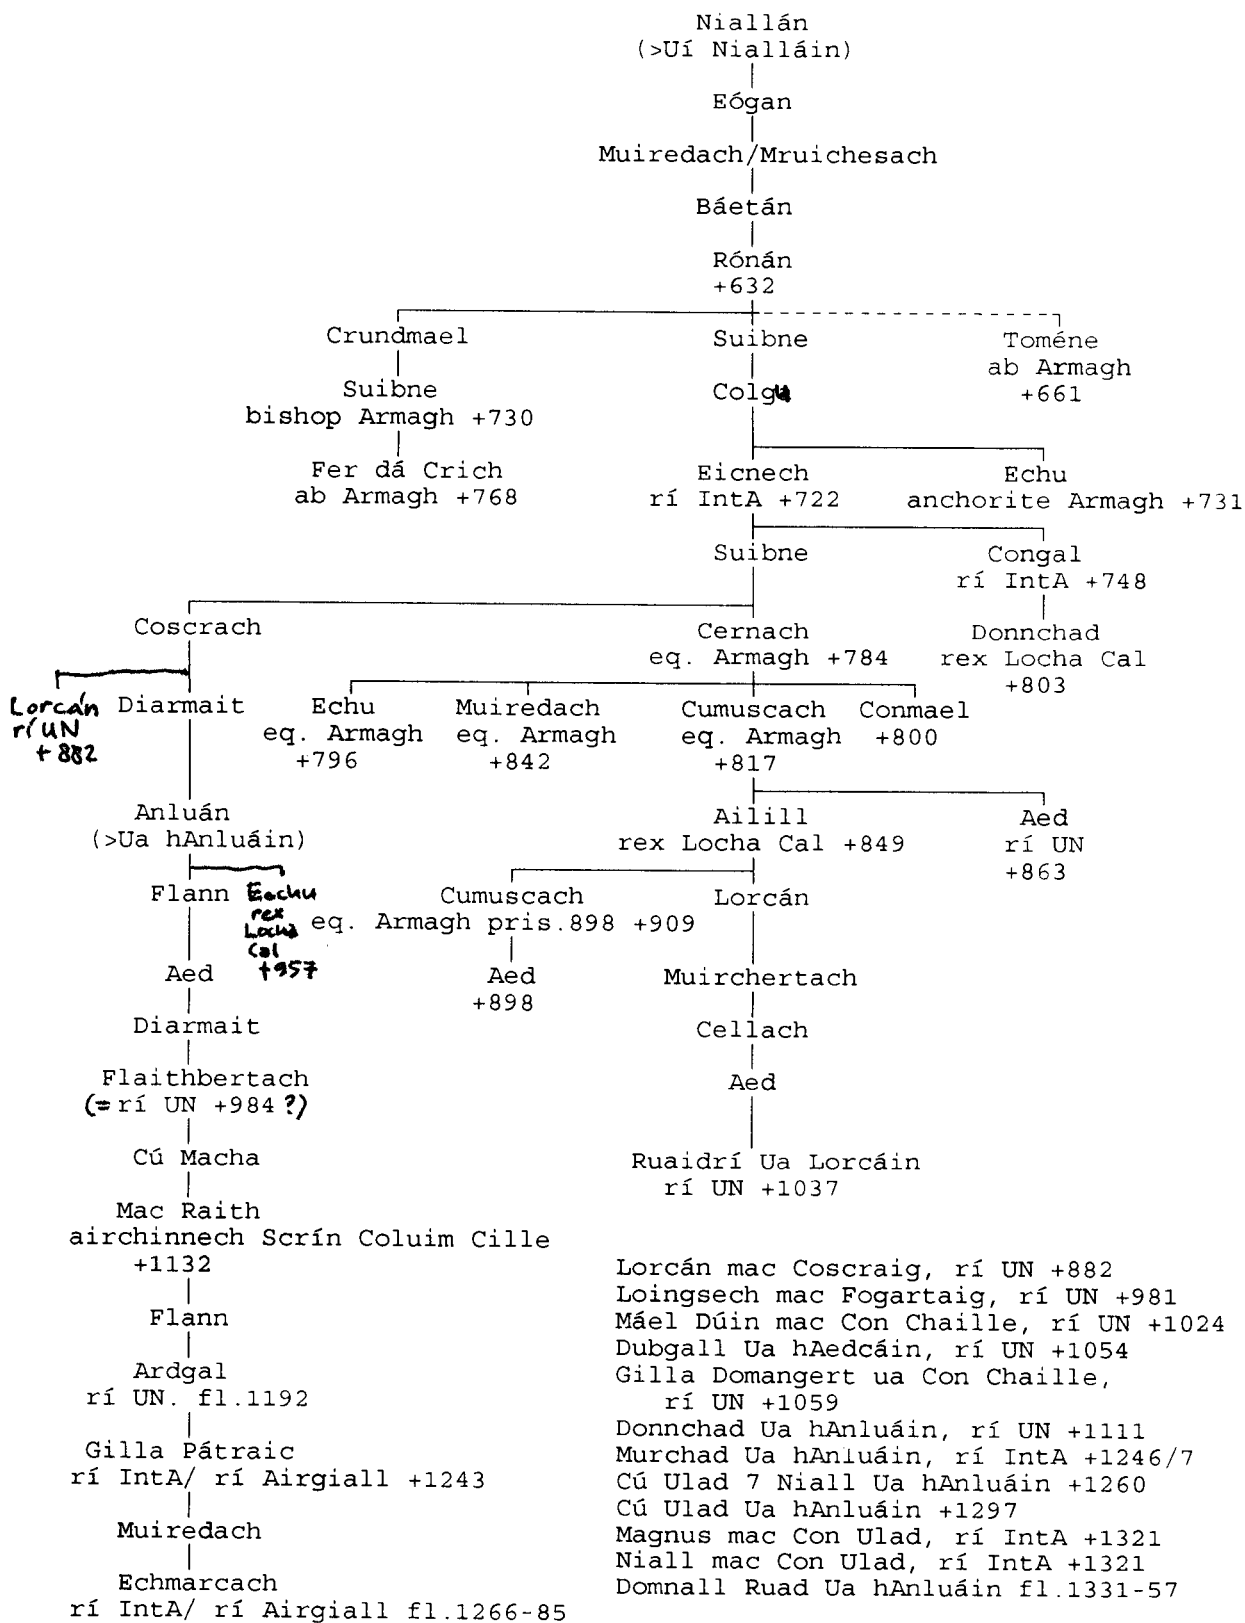 Niallán
(>Uí Nialláin)
Eógan
Muiredach/Mruichesach
Báetán
Rónán
+632
Crundmael
Suibne
Toméne
ab Armagh
+661
Suibne
bishop Armagh +730
Colgu
Fer dá Crich
ab Armagh +768
Eicnech
rí IntA +722
Echu
anchorite Armagh +731
Suibne
Congal
rí IntA +748
Coscrach
Cernach
eq. Armagh +784
Donnchad
rex Locha Cal
+803
Lorcán
rí UN
+882
Diarmait
Echu
eq. Armagh
+796
Muiredach
eq. Armagh
+842
Cumuscach
eq. Armagh
+817
Conmael
+800
Anluán
(>Ua hAnluáin)
Ailill
rex Locha Cal +849
Aed
rí UN
+863
Flann
Eochu
rex
Locha
Cal
+957
Cumuscach
eq. Armagh pris.898 +909
Lorcán
Aed
Aed
+898
Muirchertach
Diarmait
Cellach
Flaithbertach
(= rí UN +984 ?)
Aed
Cú Macha
Ruaidrí Ua Lorcáin
rí UN +1037
Mac Raith
airchinnech Scrín Coluim Cille
+1132
Flann
Ardgal
rí UN. fl.1192
Gilla Pátraic
rí IntA/ rí Airgiall +1243
Muiredach
Echmarcach
rí IntA/ rí Airgiall fl.1266-85
Lorcán mac Coscraig, rí UN +882
Loingsech mac Fogartaig, rí UN +981
Máel Dúin mac Con Chaille, rí UN +1024
Dubgall Ua hAedcáin, rí UN +1054
Gilla Domangert ua Con Chaille,
rí UN +1059
Donnchad Ua hAnluáin, rí UN +1111
Murchad Ua hAnluáin, rí IntA +1246/7
Cú Ulad 7 Niall Ua hAnluáin +1260
Cú Ulad Ua hAnluáin +1297
Magnus mac Con Ulad, rí IntA +1321
Niall mac Con Ulad, rí IntA +1321
Domnall Ruad Ua hAnluáin fl.1331-57